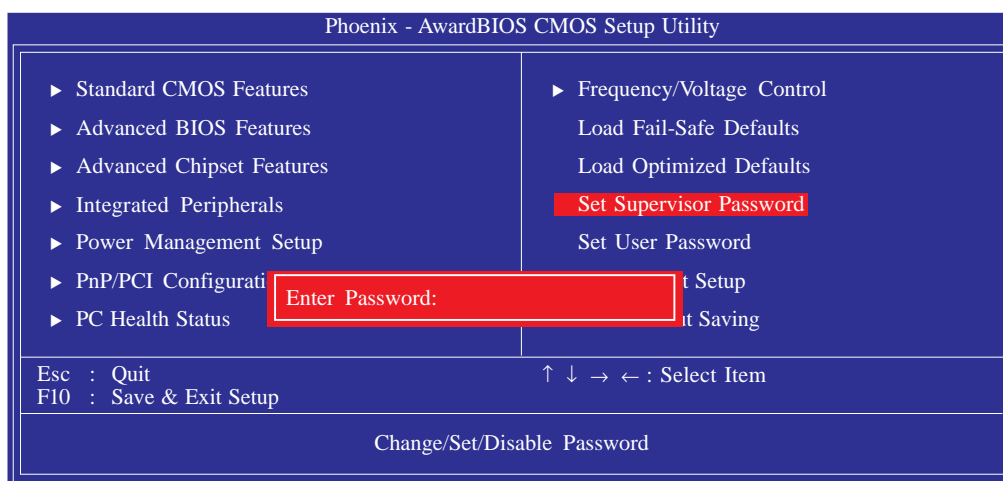 Phoenix - AwardBIOS CMOS Setup Utility
► Standard CMOS Features
► Advanced BIOS Features
► Advanced Chipset Features
► Integrated Peripherals
► Power Management Setup
► PnP/PCI Configurati
► PC Health Status
► Frequency/Voltage Control
Load Fail-Safe Defaults
Load Optimized Defaults
Set Supervisor Password
Set User Password
t Setup
ut Saving
Enter Password:
Esc : Quit
F10 : Save & Exit Setup
↑ ↓ → ← : Select Item
Change/Set/Disable Password